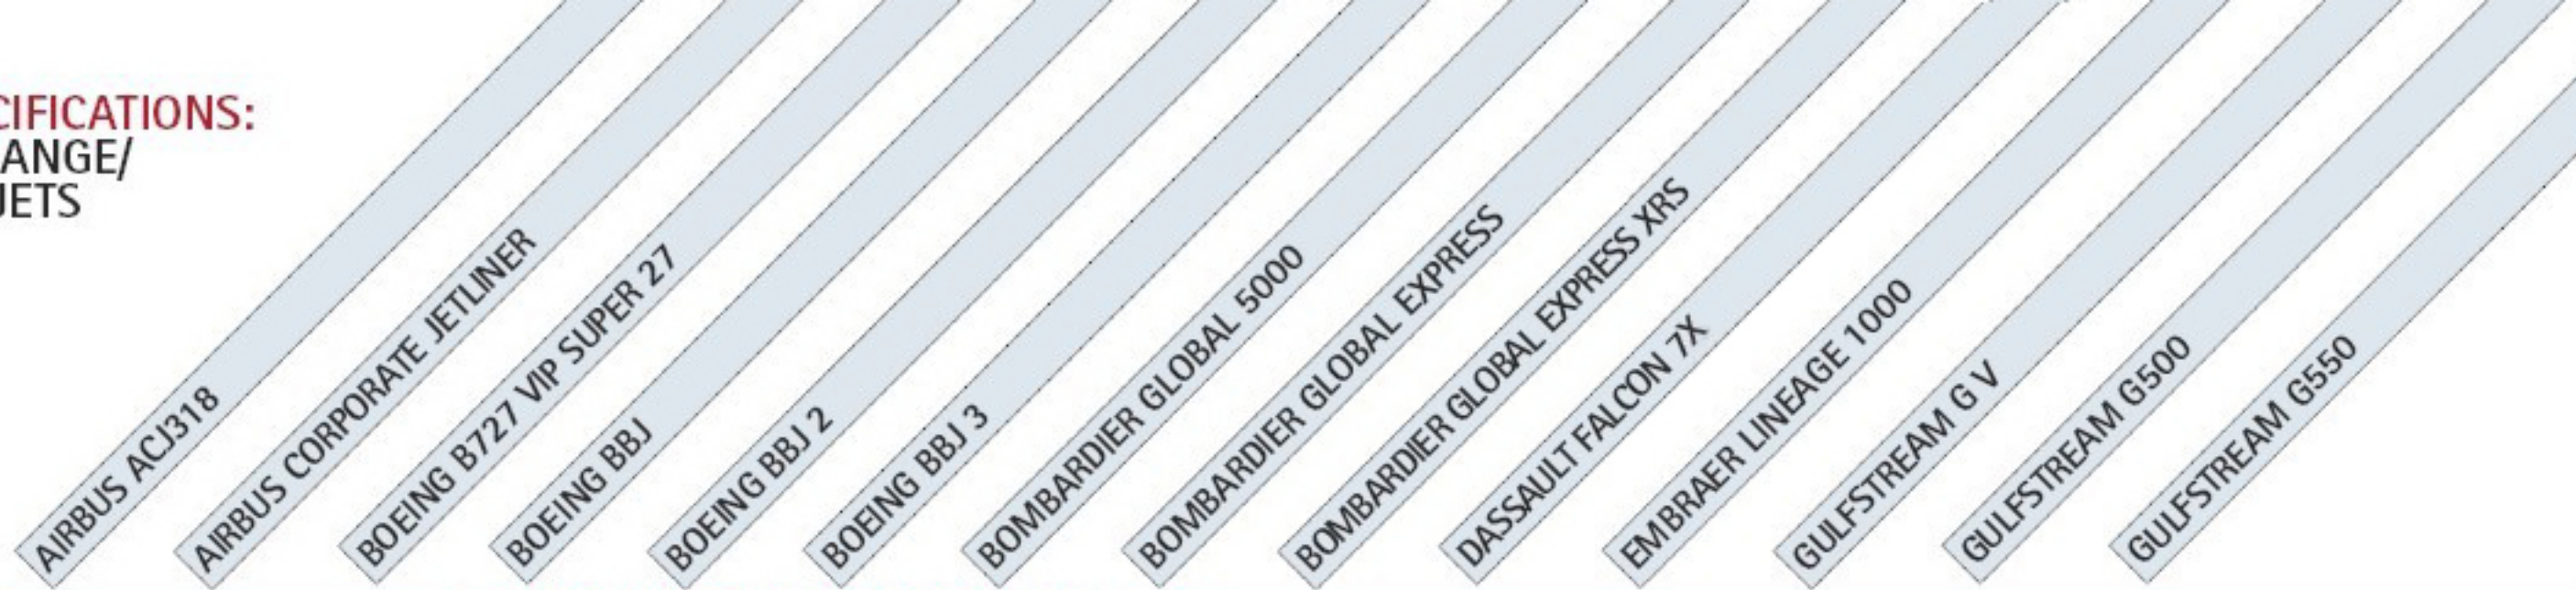 CIFICATIONS:
ANGE/
JETS
AIRBUS ACJ318
AIRBUS CORPORATE JETLINER
BOEING B727 VIP SUPER 27
BOEING BBJ
BOEING BBJ 2
BOEING BBJ 3
BOMBARDIER GLOBAL 5000
BOMBARDIER GLOBAL EXPRESS
BOMBARDIER GLOBAL EXPRESS XRS
DASSAULT FALCON 7X
EMBRAER LINEAGE 1000
GULFSTREAM G V
GULFSTREAM G500
GULFSTREAM G550